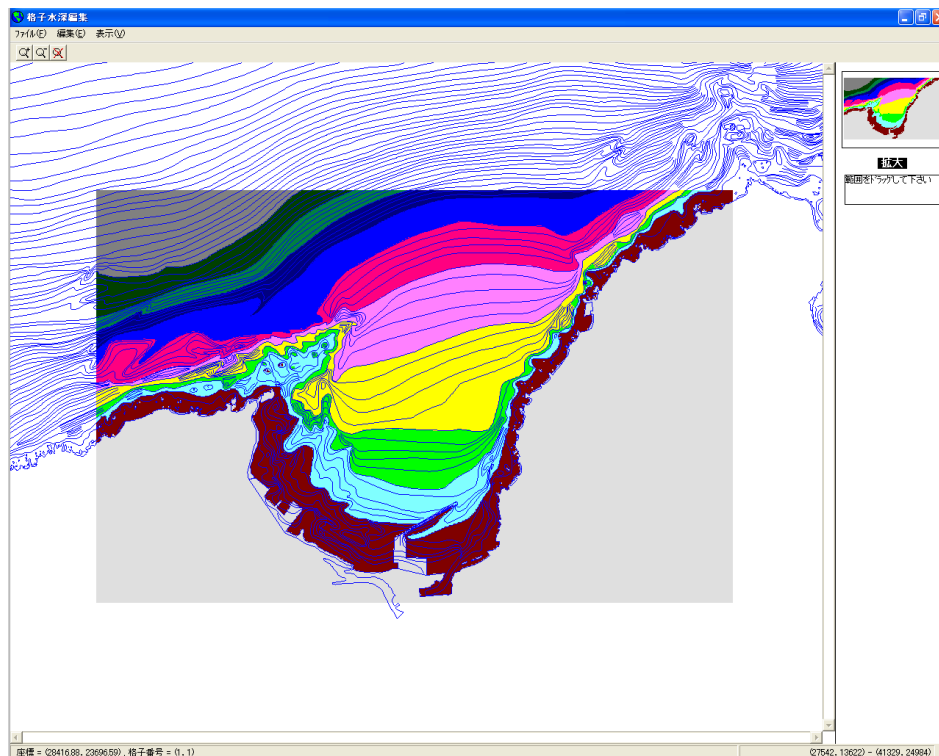 格子水深編集
ファイル(F) 編集(E) 表示(V)
拡大
範囲をドラッグして下さい
座標 = (28416.88, 23696.59) , 格子番号 = (1, 1)
(27542, 13622) - (41329, 24984)